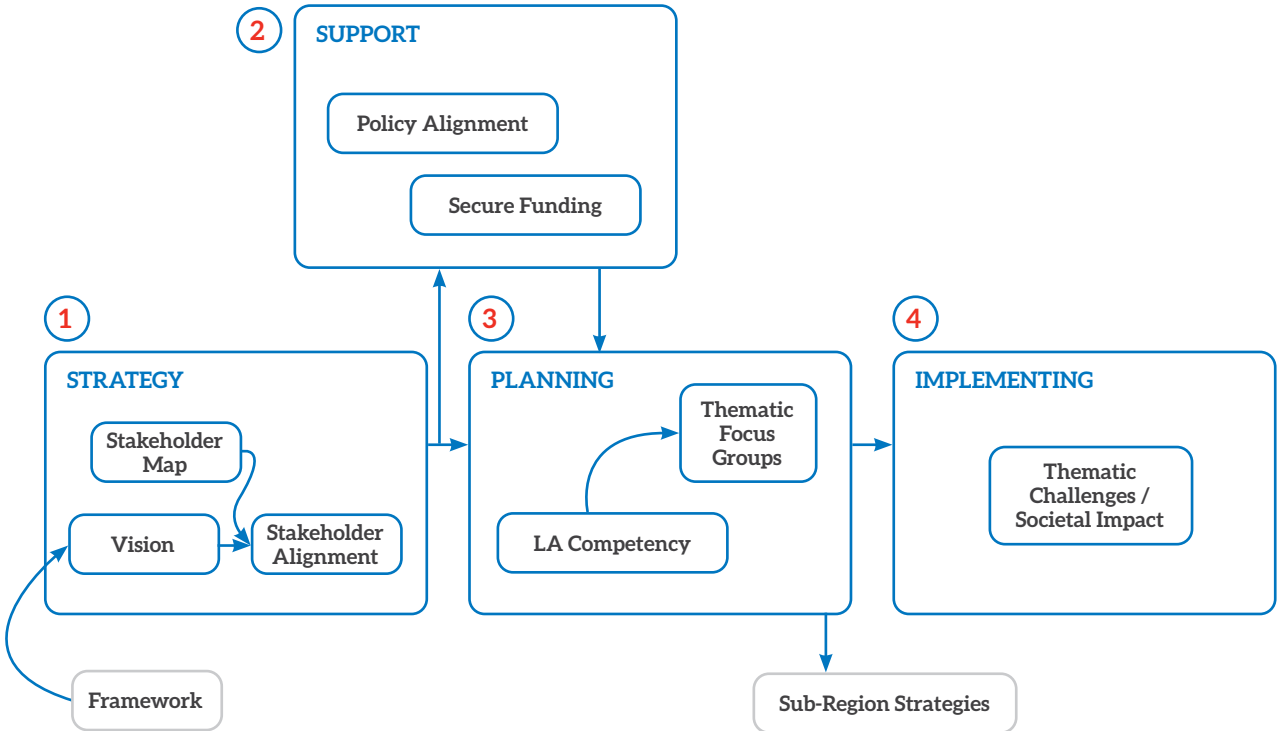 2
SUPPORT
Policy Alignment
Secure Funding
1
STRATEGY
Stakeholder
Map
Vision
Stakeholder
Alignment
Framework
3
PLANNING
Thematic
Focus
Groups
LA Competency
Sub-Region Strategies
4
IMPLEMENTING
Thematic
Challenges /
Societal Impact